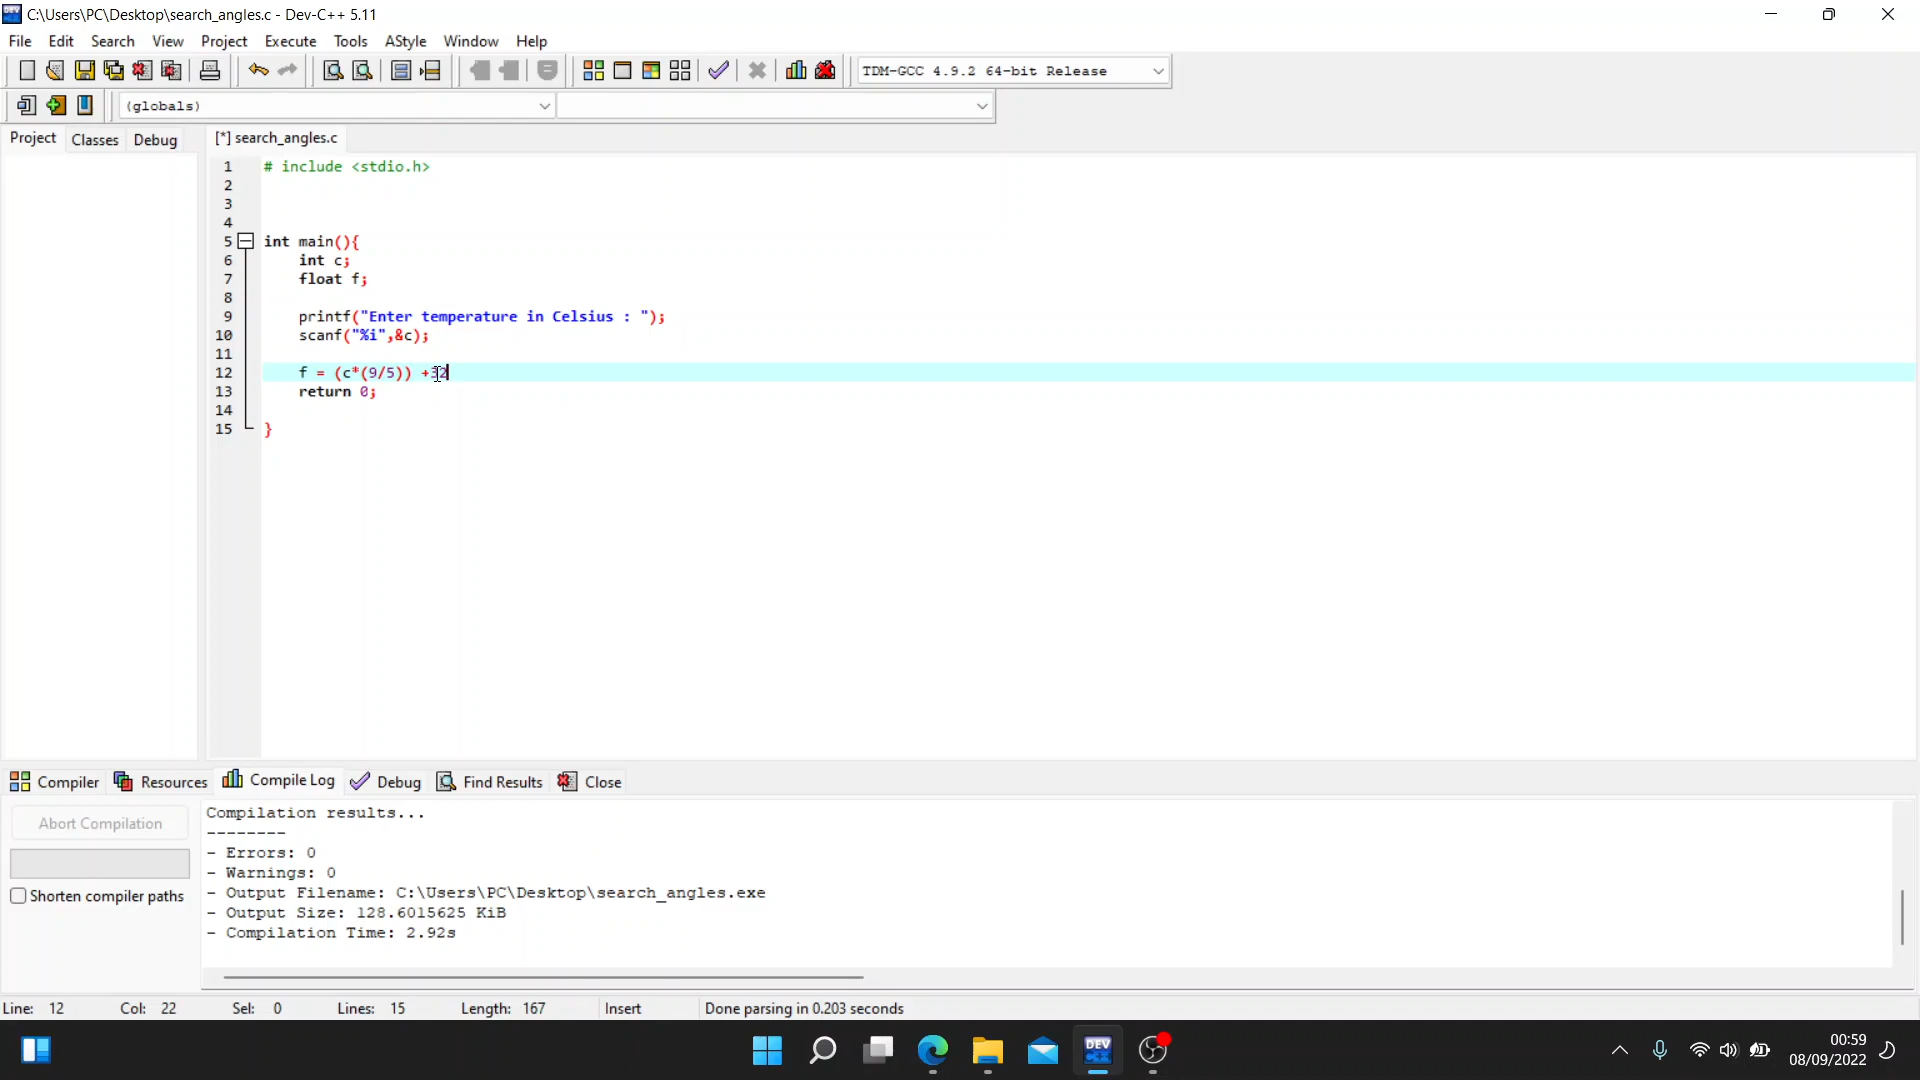 C:\Users\PC\Desktop\search_angles.c - Dev-C++ 5.11
File Edit Search View Project Execute Tools AStyle Window Help
TDM-GCC 4.9.2 64-bit Release
(globals)
Project Classes Debug [*] search_angles.c
1 # include <stdio.h>
2
3
4
5 int main(){
6 int c;
7 float f;
8
9 printf("Enter temperature in Celsius : ");
10 scanf("%i",&c);
11
12 f = (c*(9/5)) +32
13 return 0;
14
15 }
Compiler Resources Compile Log Debug Find Results Close
Abort Compilation
Shorten compiler paths
Compilation results...
--------
- Errors: 0
- Warnings: 0
- Output Filename: C:\Users\PC\Desktop\search_angles.exe
- Output Size: 128.6015625 KiB
- Compilation Time: 2.92s
Line: 12 Col: 22 Sel: 0 Lines: 15 Length: 167 Insert Done parsing in 0.203 seconds
DEV
C++
00:59
08/09/2022